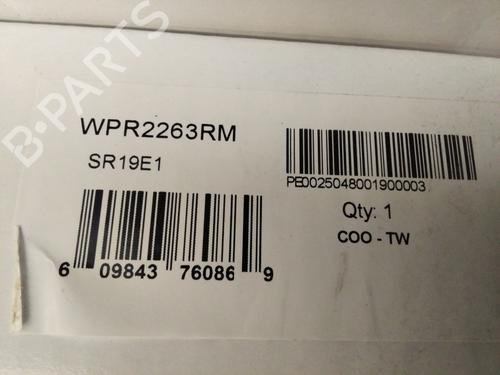 B-PARTS
WPR2263RM
SR19E1
6 09843 76086 9
PE0025048001900003
Qty: 1
COO - TW